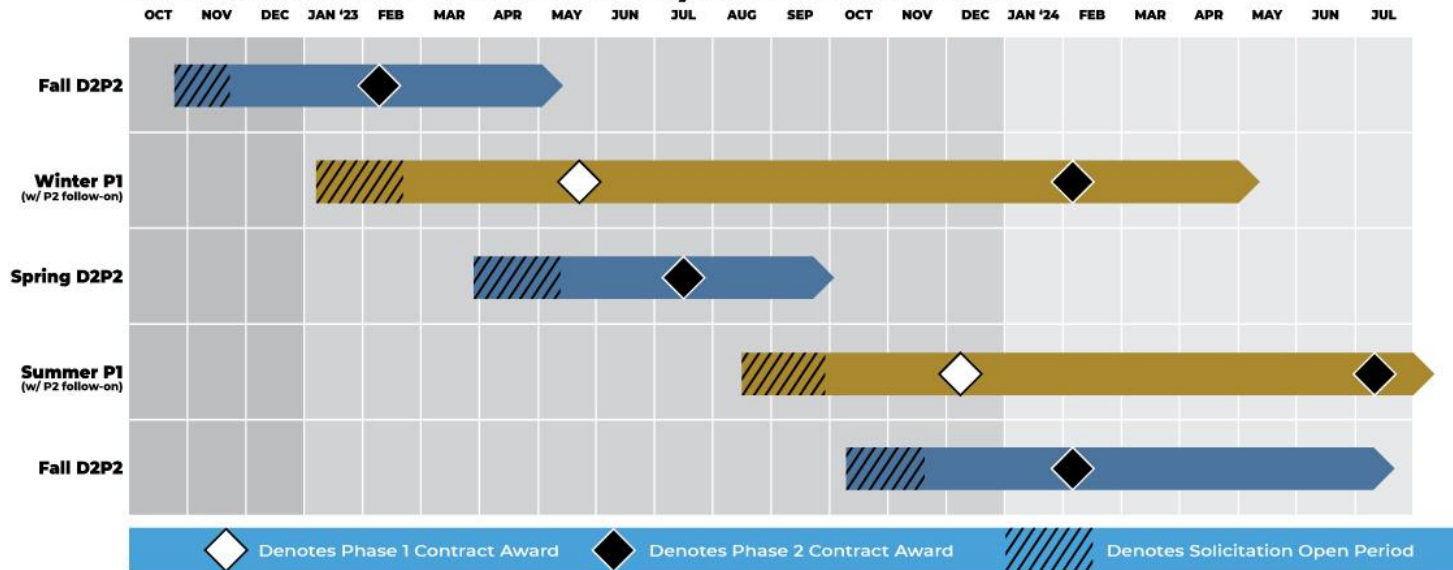 OCT NOV DEC JAN ‘23 FEB MAR APR MAY JUN JUL AUG SEP OCT NOV DEC JAN ‘24 FEB MAR APR MAY JUN JUL
Fall D2P2
Winter P1
(w/ P2 follow-on)
Spring D2P2
Summer P1
(w/ P2 follow-on)
Fall D2P2
Denotes Phase 1 Contract Award Denotes Phase 2 Contract Award Denotes Solicitation Open Period